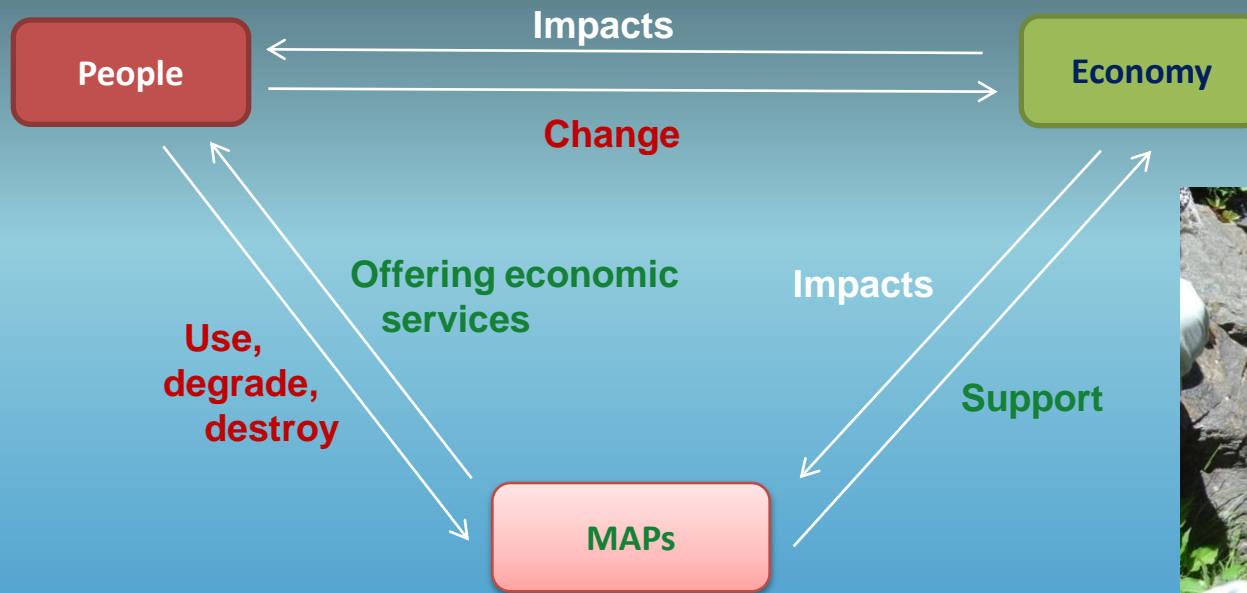 Impacts
People
Economy
Change
Offering economic
services
Impacts
Use,
degrade,
destroy
Support
MAPs